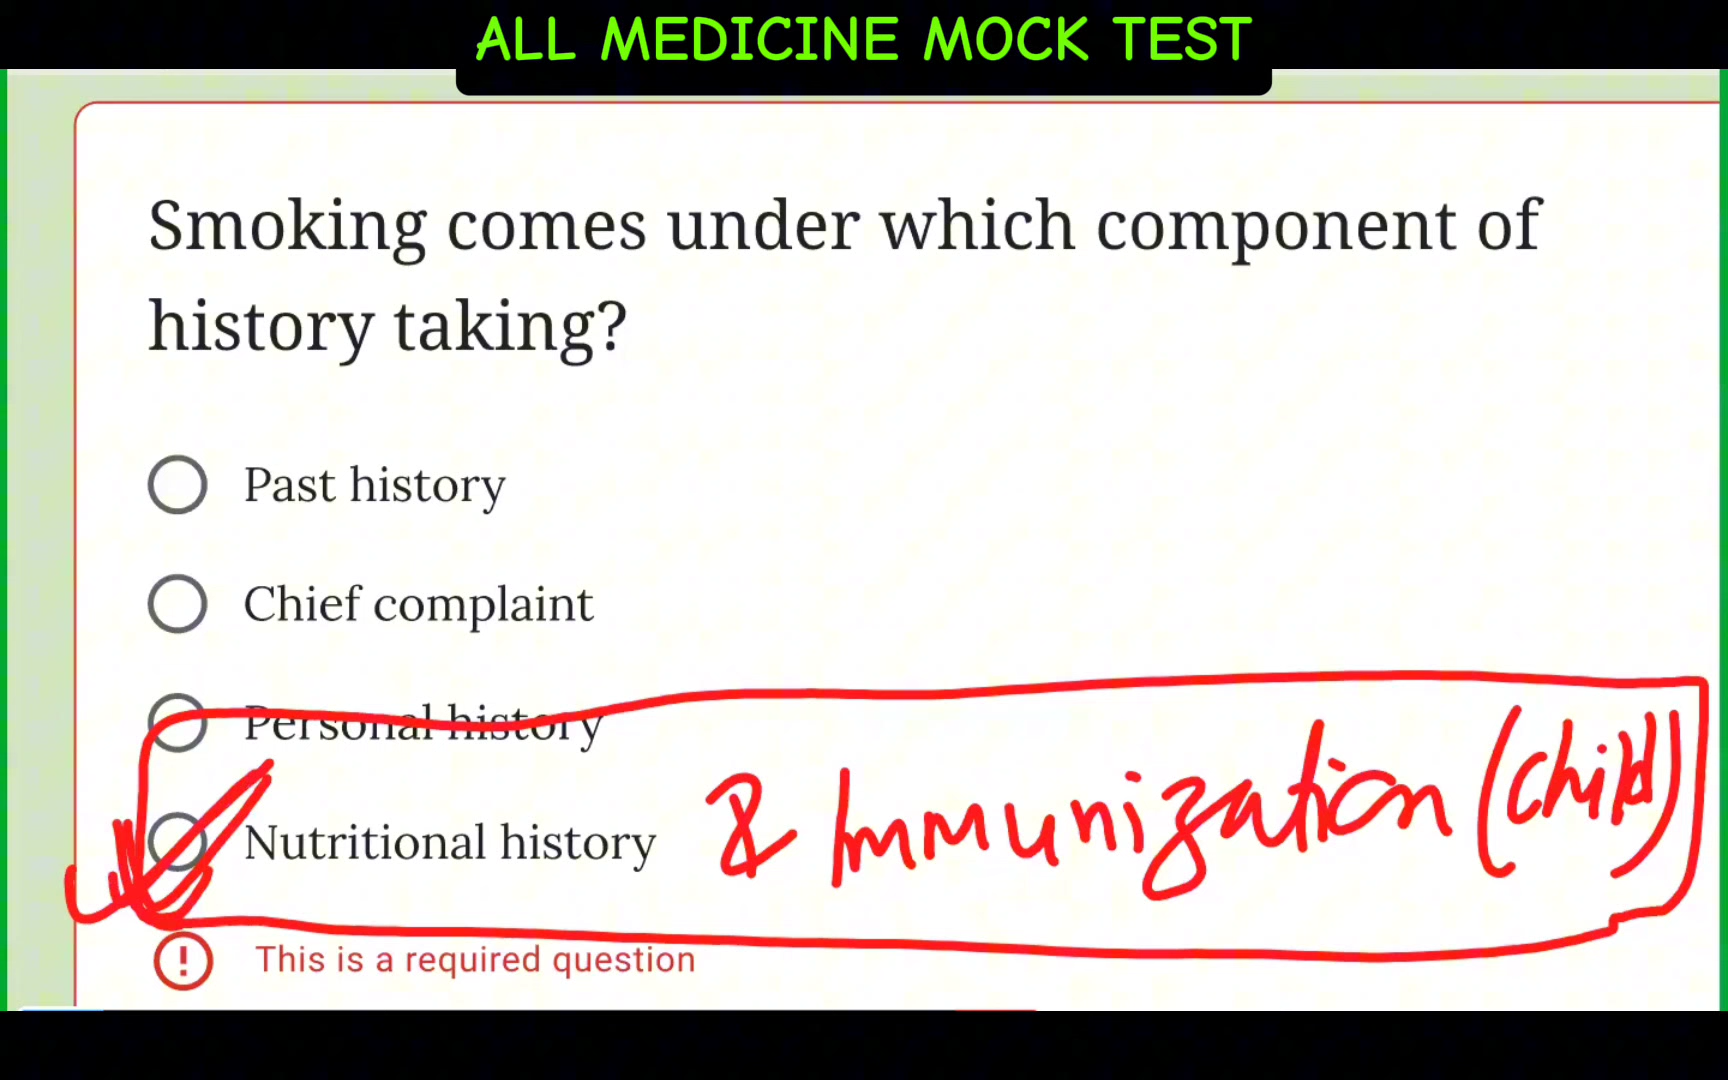 ALL MEDICINE MOCK TEST
Smoking comes under which component of
history taking?
Past history
Chief complaint
Personal history
Nutritional history & Immunization (child)
This is a required question